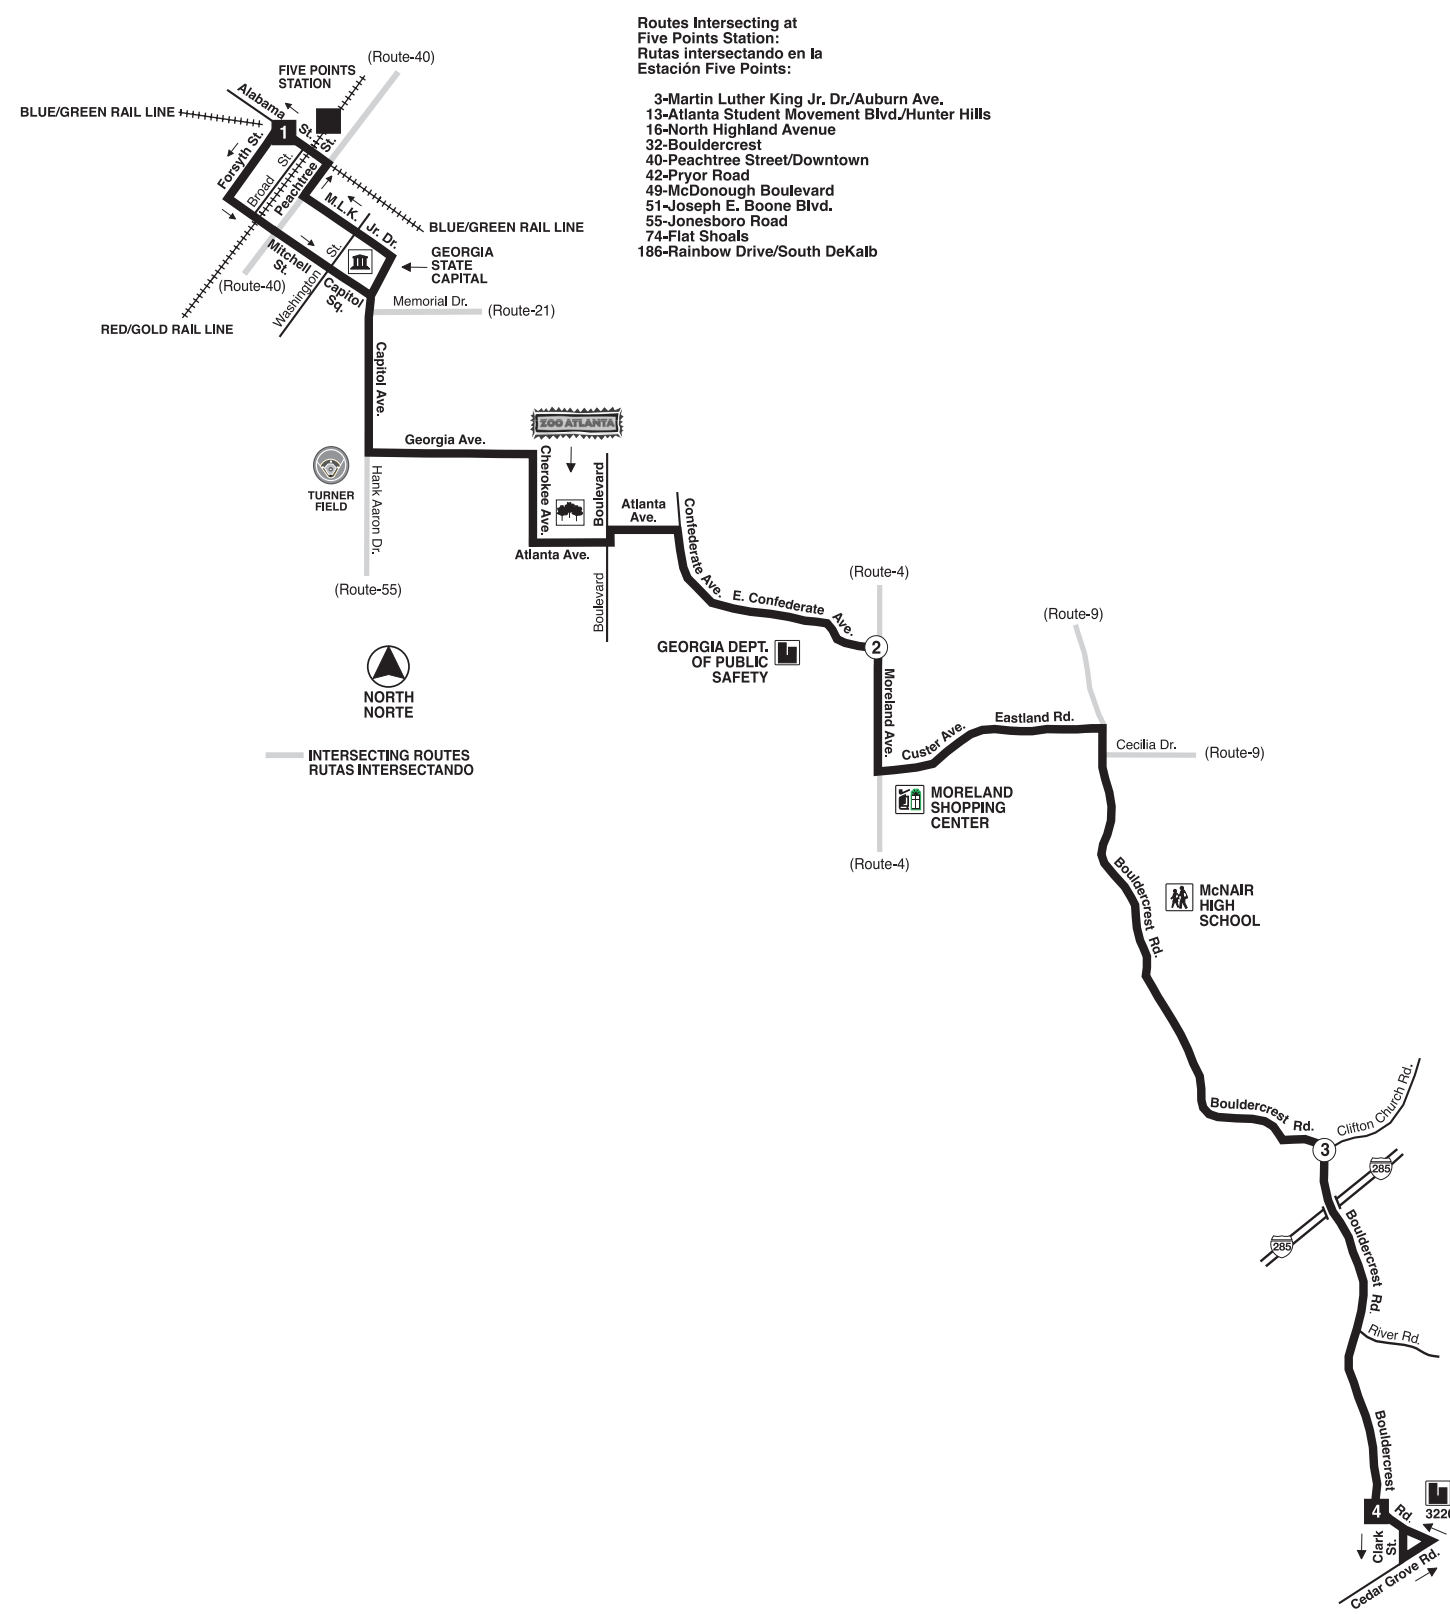 Routes Intersecting at
Five Points Station:
Rutas intersectando en la
Estación Five Points:
3-Martin Luther King Jr. Dr./Auburn Ave.
13-Atlanta Student Movement Blvd./Hunter Hills
16-North Highland Avenue
32-Bouldercrest
40-Peachtree Street/Downtown
42-Pryor Road
49-McDonough Boulevard
51-Joseph E. Boone Blvd.
55-Jonesboro Road
74-Flat Shoals
186-Rainbow Drive/South DeKalb
(Route-40)
FIVE POINTS
STATION
Alabama St.
BLUE/GREEN RAIL LINE
1
Forsyth St.
Broad St.
Peachtree St.
M.L.K. Jr. Dr.
BLUE/GREEN RAIL LINE
GEORGIA
STATE
CAPITAL
Mitchell
St.
(Route-40)
Washington St.
Capitol
Sq.
RED/GOLD RAIL LINE
Memorial Dr.
(Route-21)
Capitol Ave.
Georgia Ave.
ZOO ATLANTA
TURNER
FIELD
Hank Aaron Dr.
(Route-55)
Cherokee Ave.
Boulevard
Atlanta
Ave.
Atlanta Ave.
Boulevard
Confederate Ave.
E. Confederate Ave.
(Route-4)
2
GEORGIA DEPT.
OF PUBLIC
SAFETY
NORTH
NORTE
INTERSECTING ROUTES
RUTAS INTERSECTANDO
Moreland Ave.
Custer Ave.
Eastland Rd.
(Route-9)
Cecilia Dr.
(Route-9)
MORELAND
SHOPPING
CENTER
(Route-4)
Bouldercrest Rd.
McNAIR
HIGH
SCHOOL
Bouldercrest Rd.
Clifton Church Rd.
3
285
285
Bouldercrest Rd.
River Rd.
Bouldercrest Rd.
4
3220
Clark
St.
Cedar Grove Rd.